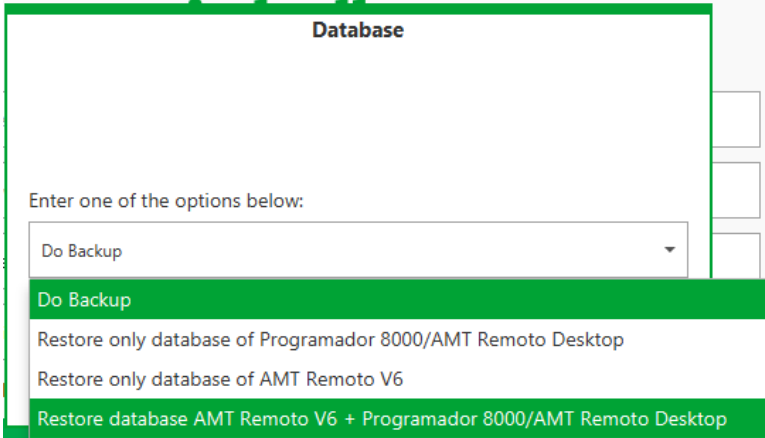 Database
Enter one of the options below:
Do Backup
Do Backup
Restore only database of Programador 8000/AMT Remoto Desktop
Restore only database of AMT Remoto V6
Restore database AMT Remoto V6 + Programador 8000/AMT Remoto Desktop